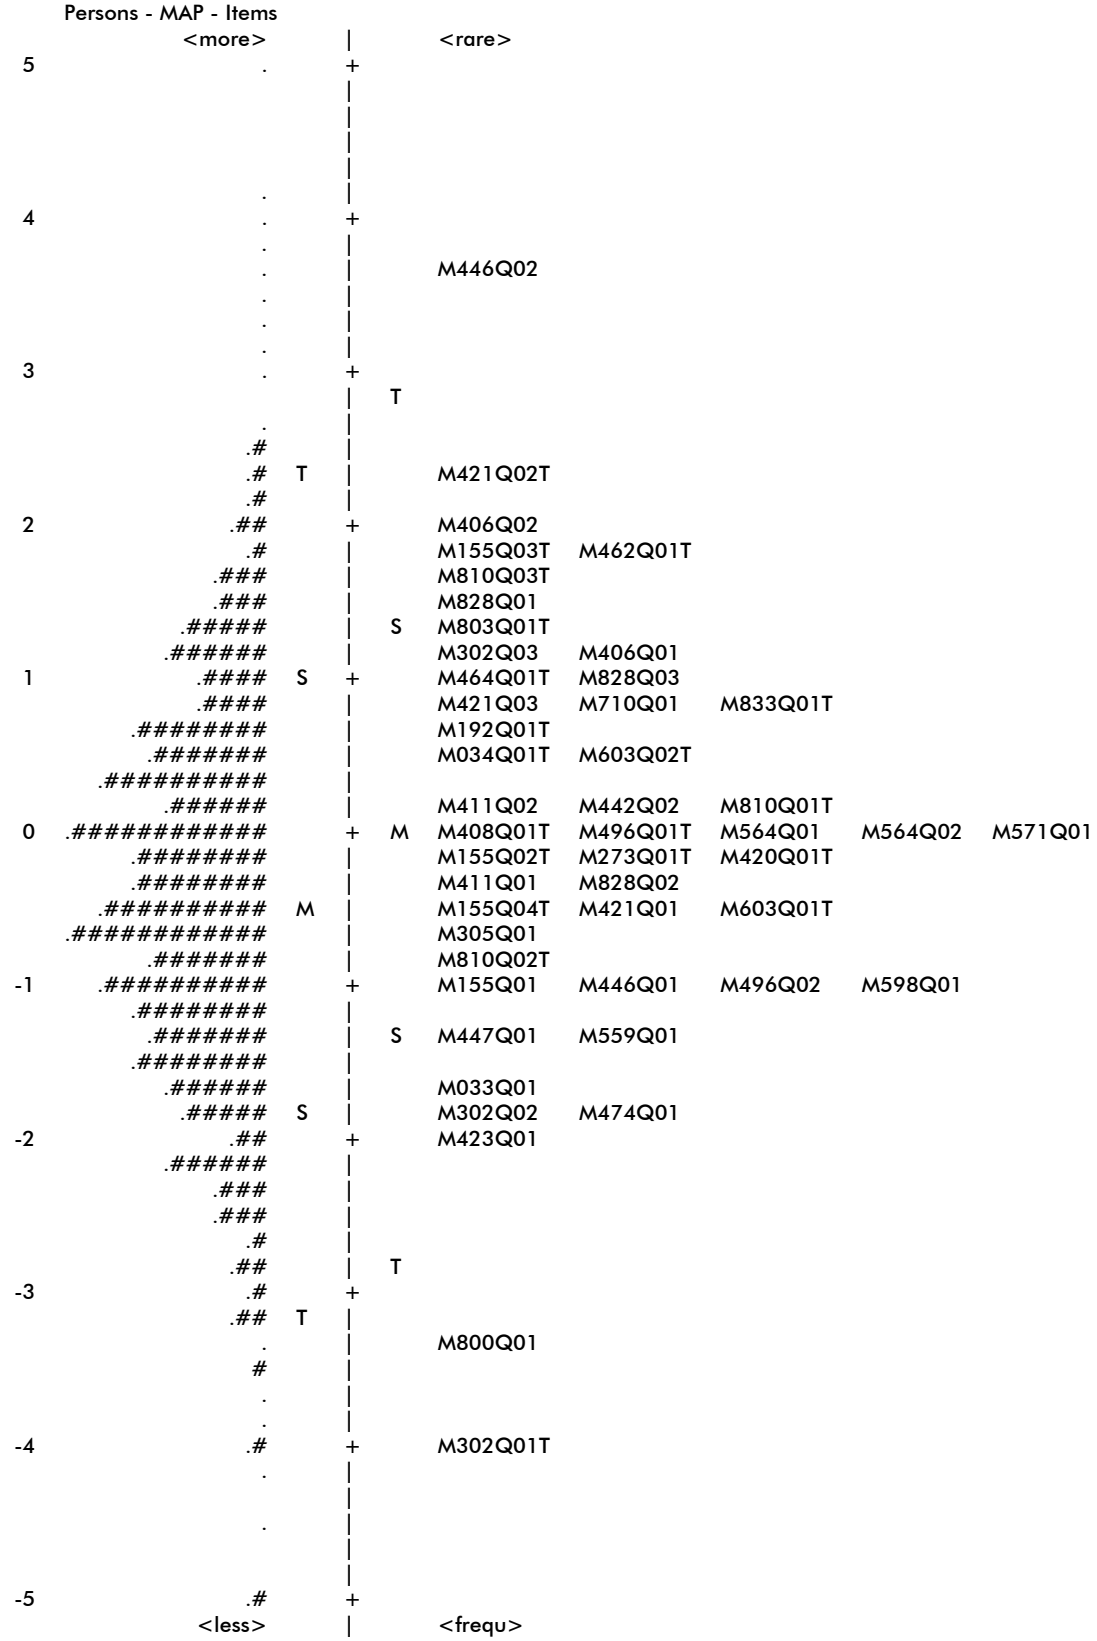 Persons - MAP - Items
<more> | <rare>
5 . +
|
|
|
|
. |
4 . +
. |
. | M446Q02
. |
. |
. |
3 . +
| T
. |
.# |
.# T | M421Q02T
.# |
2 .## + M406Q02
.# | M155Q03T M462Q01T
.### | M810Q03T
.### | M828Q01
.##### | S M803Q01T
.###### | M302Q03 M406Q01
1 .#### S + M464Q01T M828Q03
.#### | M421Q03 M710Q01 M833Q01T
.######## | M192Q01T
.####### | M034Q01T M603Q02T
.########## |
.###### | M411Q02 M442Q02 M810Q01T
0 .############ + M M408Q01T M496Q01T M564Q01 M564Q02 M571Q01
.######## | M155Q02T M273Q01T M420Q01T
.######## | M411Q01 M828Q02
.########## M | M155Q04T M421Q01 M603Q01T
.############ | M305Q01
.####### | M810Q02T
-1 .########## + M155Q01 M446Q01 M496Q02 M598Q01
.######## |
.####### | S M447Q01 M559Q01
.######## |
.###### | M033Q01
.##### S | M302Q02 M474Q01
-2 .## + M423Q01
.###### |
.### |
.### |
.# |
.## | T
-3 .# +
.## T |
. | M800Q01
# |
. |
. |
-4 .# + M302Q01T
. |
|
. |
|
|
-5 .# +
<less> | <frequ>